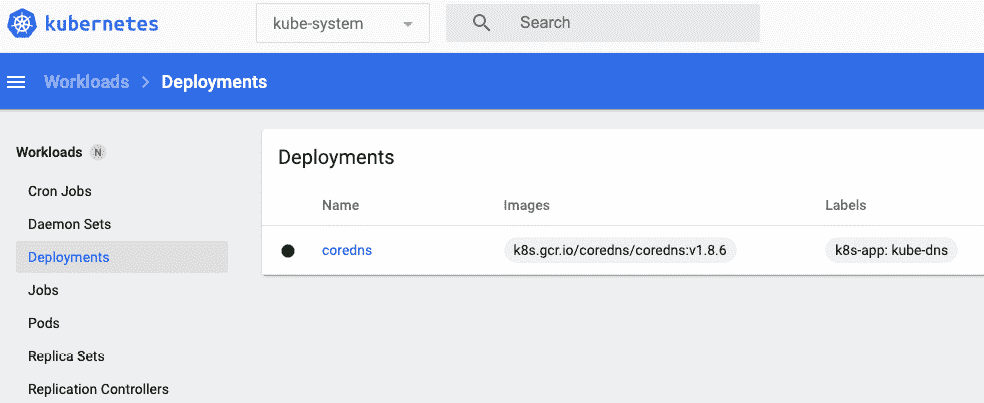 kubernetes
kube-system
Search
Workloads > Deployments
Workloads N
Cron Jobs
Daemon Sets
Deployments
Jobs
Pods
Replica Sets
Replication Controllers
Deployments
Name Images Labels
coredns k8s.gcr.io/coredns/coredns:v1.8.6 k8s-app: kube-dns